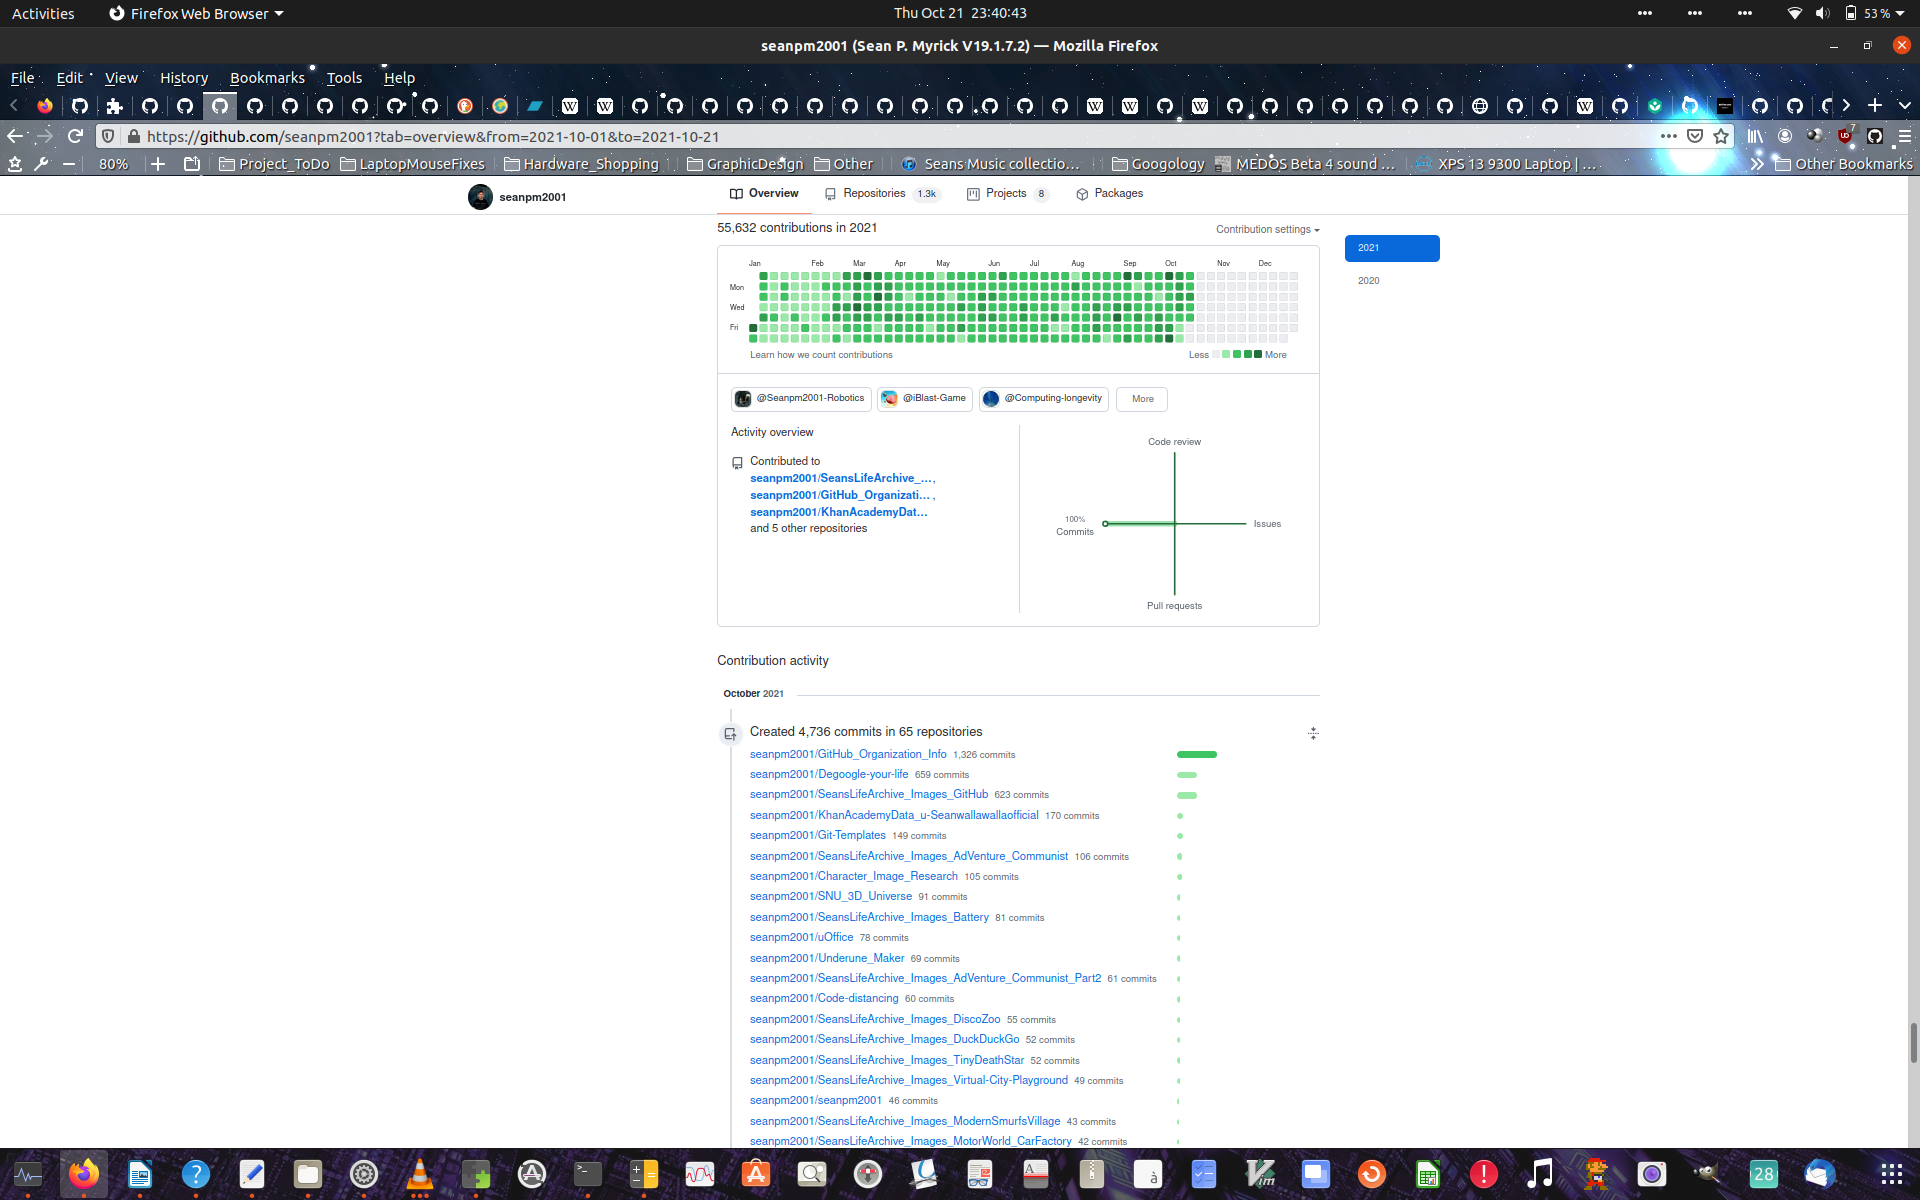 Activities Firefox Web Browser Thu Oct 21 23:40:43 53 %
seanpm2001 (Sean P. Myrick V19.1.7.2) — Mozilla Firefox
File Edit View History Bookmarks Tools Help
https://github.com/seanpm2001?tab=overview&from=2021-10-01&to=2021-10-21
80% Project_ToDo LaptopMouseFixes Hardware_Shopping GraphicDesign Other Seans Music collectio… Googology MEDOS Beta 4 sound … XPS 13 9300 Laptop | … Other Bookmarks
seanpm2001 Overview Repositories 1.3k Projects 8 Packages
55,632 contributions in 2021 Contribution settings
2021
2020
Jan Feb Mar Apr May Jun Jul Aug Sep Oct Nov Dec
Mon
Wed
Fri
Learn how we count contributions Less More
@Seanpm2001-Robotics @iBlast-Game @Computing-longevity More
Activity overview
Contributed to
seanpm2001/SeansLifeArchive_…,
seanpm2001/GitHub_Organizati…,
seanpm2001/KhanAcademyDat…
and 5 other repositories
Code review
100%
Commits
Issues
Pull requests
Contribution activity
October 2021
Created 4,736 commits in 65 repositories
seanpm2001/GitHub_Organization_Info 1,326 commits
seanpm2001/Degoogle-your-life 659 commits
seanpm2001/SeansLifeArchive_Images_GitHub 623 commits
seanpm2001/KhanAcademyData_u-Seanwallawallaofficial 170 commits
seanpm2001/Git-Templates 149 commits
seanpm2001/SeansLifeArchive_Images_AdVenture_Communist 106 commits
seanpm2001/Character_Image_Research 105 commits
seanpm2001/SNU_3D_Universe 91 commits
seanpm2001/SeansLifeArchive_Images_Battery 81 commits
seanpm2001/uOffice 78 commits
seanpm2001/Underune_Maker 69 commits
seanpm2001/SeansLifeArchive_Images_AdVenture_Communist_Part2 61 commits
seanpm2001/Code-distancing 60 commits
seanpm2001/SeansLifeArchive_Images_DiscoZoo 55 commits
seanpm2001/SeansLifeArchive_Images_DuckDuckGo 52 commits
seanpm2001/SeansLifeArchive_Images_TinyDeathStar 52 commits
seanpm2001/SeansLifeArchive_Images_Virtual-City-Playground 49 commits
seanpm2001/seanpm2001 46 commits
seanpm2001/SeansLifeArchive_Images_ModernSmurfsVillage 43 commits
seanpm2001/SeansLifeArchive_Images_MotorWorld_CarFactory 42 commits
28